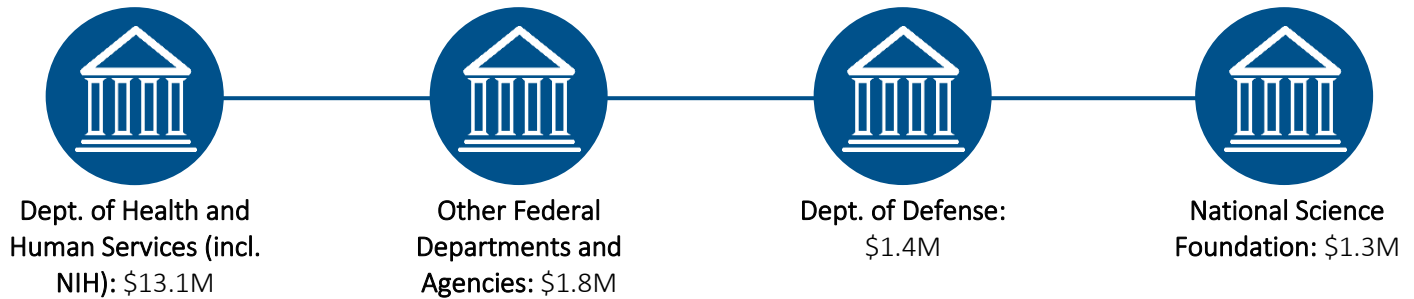 Dept. of Health and
Human Services (incl.
NIH): $13.1M
Other Federal
Departments and
Agencies: $1.8M
Dept. of Defense:
$1.4M
National Science
Foundation: $1.3M